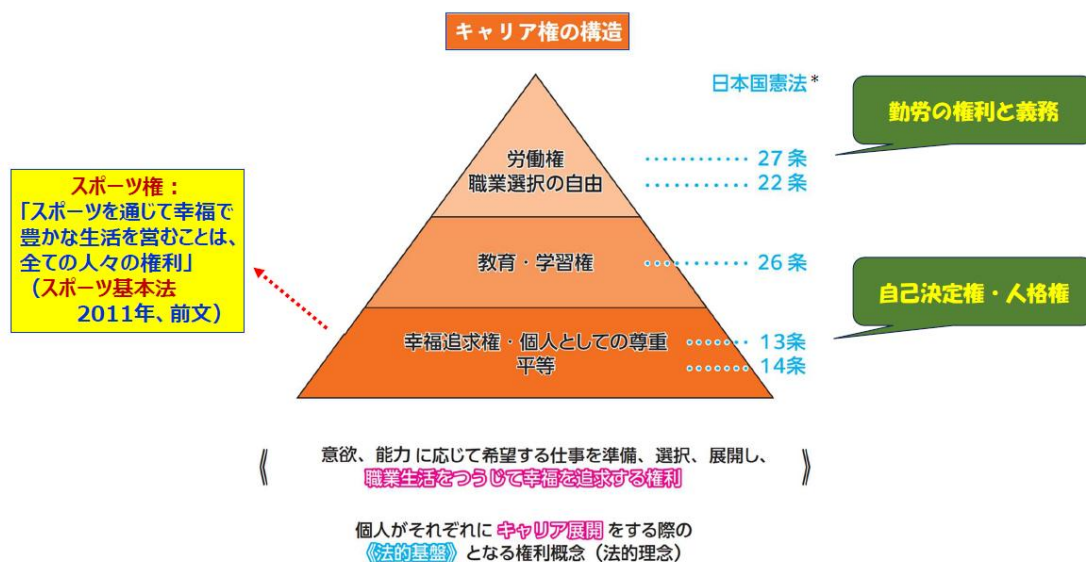 キャリア権の構造
日本国憲法*
勤労の権利と義務
労働権
職業選択の自由
………… 27 条
………… 22 条
スポーツ権：
「スポーツを通じて幸福で
豊かな生活を営むことは、
全ての人々の権利」
（スポーツ基本法
2011年、前文）
教育・学習権
………… 26 条
自己決定権・人格権
幸福追求権・個人としての尊重
平等
……… 13条
……… 14条
《 意欲、能力 に応じて希望する仕事を準備、選択、展開し、 》
職業生活をつうじて幸福を追求する権利
個人がそれぞれに キャリア展開 をする際の
《法的基盤》 となる権利概念（法的理念）